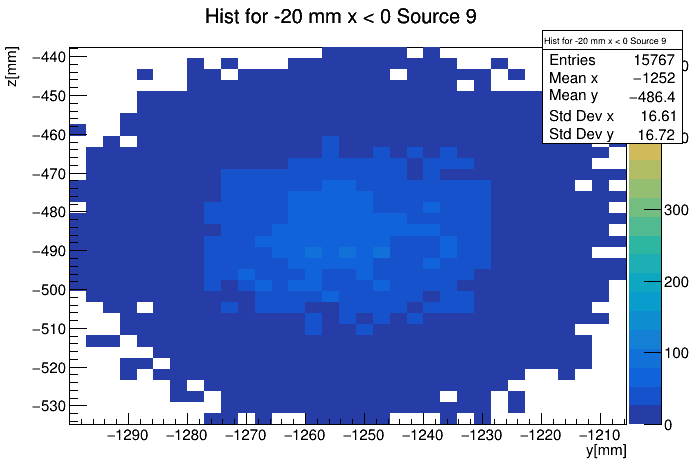 Hist for -20 mm x < 0 Source 9
Hist for -20 mm x < 0 Source 9
Entries 15767
Mean x −1252
Mean y −486.4
Std Dev x 16.61
Std Dev y 16.72
z[mm]
−440
−450
−460
−470
−480
−490
−500
−510
−520
−530
−1290 −1280 −1270 −1260 −1250 −1240 −1230 −1220 −1210
y[mm]
300
200
100
0